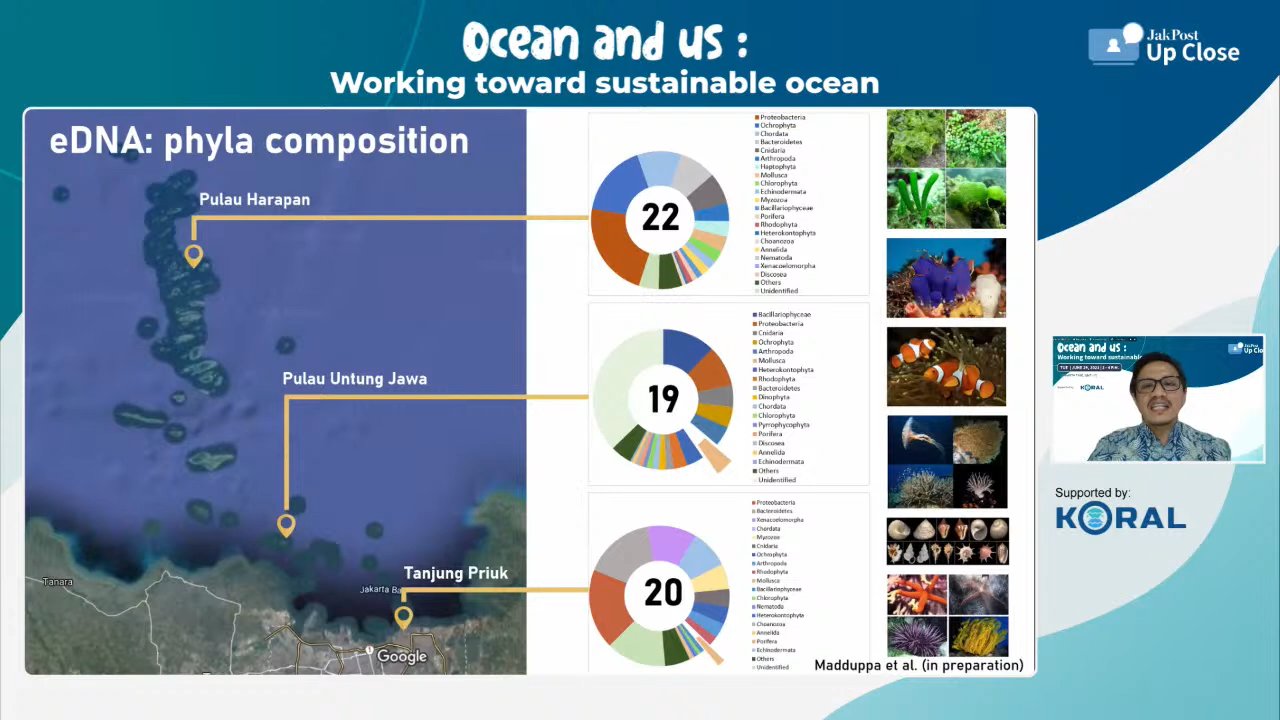 Ocean and us :
Working toward sustainable ocean
JakPost
Up Close
eDNA: phyla composition
Pulau Harapan
Pulau Untung Jawa
Tanjung Priuk
Tanara
Jakarta Ba
Google
22
Proteobacteria
Ochrophyta
Chordata
Bacteroidetes
Cnidaria
Arthropoda
Haptophyta
Mollusca
Chlorophyta
Echinodermata
Myzozoa
Bacillariophyceae
Porifera
Rhodophyta
Heterokontophyta
Choanozoa
Annelida
Nematoda
Xenacoelomorpha
Discosea
Others
Unidentified
19
Bacillariophyceae
Proteobacteria
Cnidaria
Ochrophyta
Arthropoda
Mollusca
Heterokontophyta
Rhodophyta
Bacteroidetes
Dinophyta
Chordata
Chlorophyta
Pyrrophycophyta
Porifera
Discosea
Annelida
Echinodermata
Others
Unidentified
20
Proteobacteria
Bacteroidetes
Xenacoelomorpha
Chordata
Myzozoa
Cnidaria
Ochrophyta
Arthropoda
Rhodophyta
Mollusca
Bacillariophyceae
Chlorophyta
Nematoda
Heterokontophyta
Choanozoa
Annelida
Porifera
Echinodermata
Others
Unidentified
Madduppa et al. (in preparation)
Ocean and us :
Working toward sustainable
JakPost
Up Clo
KORAL
Supported by:
KORAL